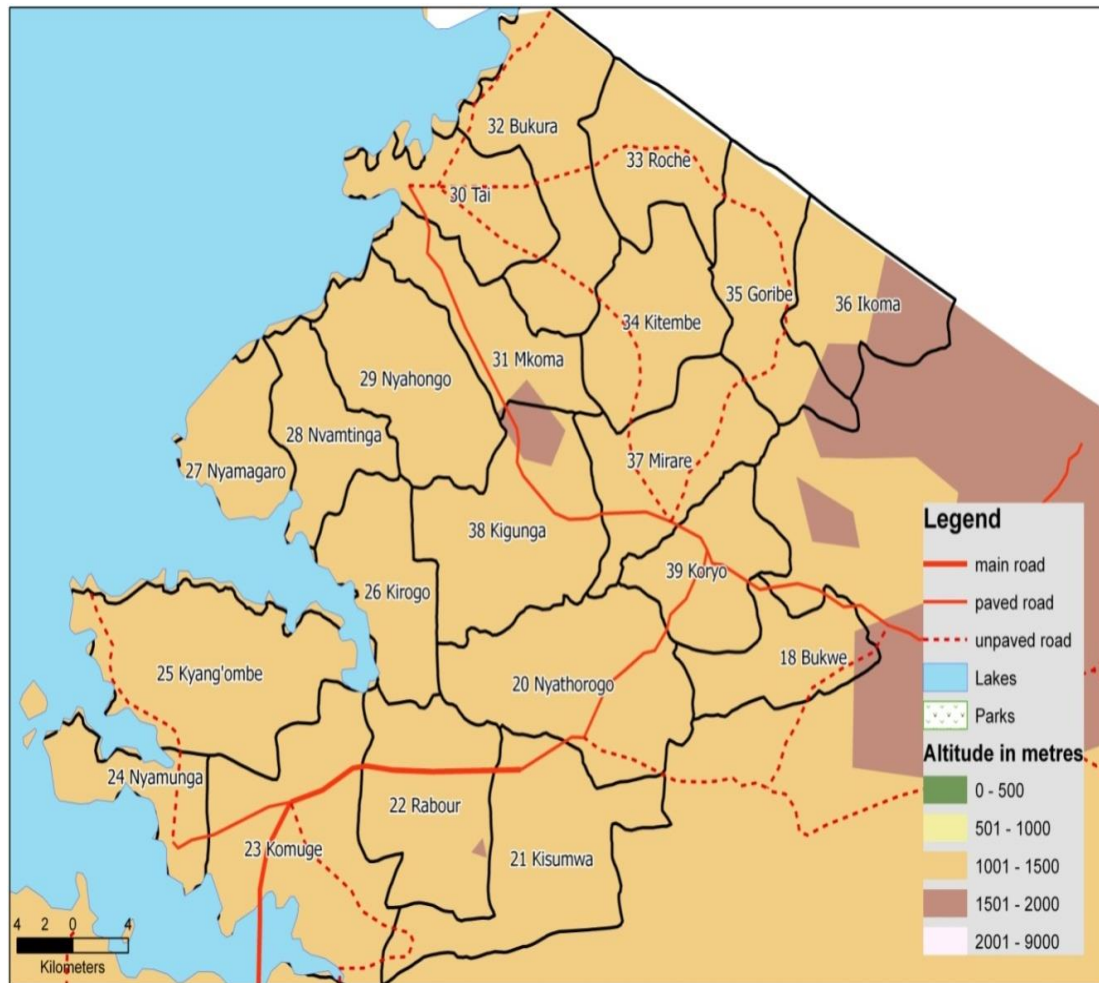 32 Bukura
33 Roche
30 Tai
35 Goribe
36 Ikoma
34 Kitembe
31 Mkoma
29 Nyahongo
28 Nvamtinga
27 Nyamagaro
37 Mirare
38 Kigunga
39 Koryo
26 Kirogo
25 Kyang'ombe
18 Bukwe
20 Nyathorogo
24 Nyamunga
22 Rabour
23 Komuge
21 Kisumwa
Legend
main road
paved road
unpaved road
Lakes
Parks
Altitude in metres
0 - 500
501 - 1000
1001 - 1500
1501 - 2000
2001 - 9000
4 2 0 4
Kilometers